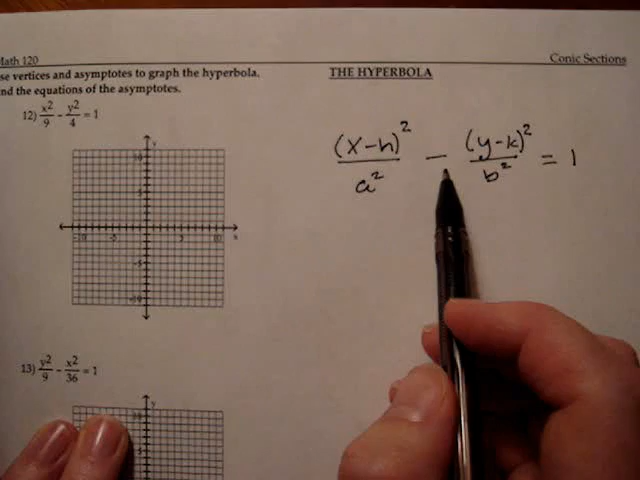 Math 120
Conic Sections
se vertices and asymptotes to graph the hyperbola.
nd the equations of the asymptotes.
12) x²/9 - y²/4 = 1
y
10
-10 -5 5 10 x
-5
-10
13) y²/9 - x²/36 = 1
y
10
5
THE HYPERBOLA
(x-h)²/a² - (y-k)²/b² = 1